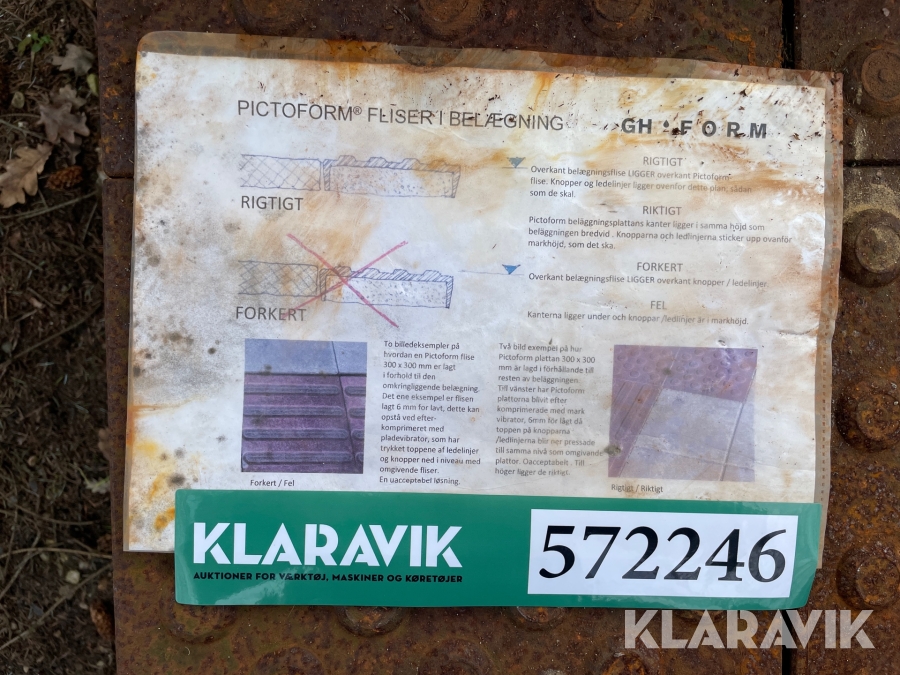 PICTOFORM® FLISER I BELÆGNING
GH FORM
RIGTIGT
FORKERT
RIGTIGT
Overkant belægningsflise LIGGER overkant Pictoform
flise. Knopper og ledelinjer ligger ovenfor dette plan, sådan
som de skal.
RIKTIGT
Pictoform beläggningsplattans kanter ligger i samma höjd som
beläggningen bredvid . Knopparna och ledlinjerna sticker upp ovanför
markhöjd, som det ska.
FORKERT
Overkant belægningsflise LIGGER overkant knopper / ledelinjer.
FEL
Kanterna ligger under och knoppar /ledlinjer är i markhöjd.
To billedeksempler på
hvordan en Pictoform flise
300 x 300 mm er lagt
i forhold til den
omkringliggende belægning.
Det ene eksempel er flisen
lagt 6 mm for lavt, dette kan
opstå ved efter-
komprimeret med
pladevibrator, som har
trykket toppene af ledelinjer
og knopper ned i niveau med
omgivende fliser.
En uacceptabel løsning.
Två bild exempel på hur
Pictoform plattan 300 x 300
mm är lagd i förhållande till
resten av beläggningen.
Till vänster har Pictoform
plattorna blivit efter
komprimerade med mark
vibrator, 6mm för lågt då
toppen på knopparna
/ledlinjerna blir ner pressade
till samma nivå som omgivande
plattor. Oacceptabelt . Till
höger ligger de riktigt.
Forkert / Fel
Rigtigt / Riktigt
KLARAVIK
AUKTIONER FOR VÆRKTØJ, MASKINER OG KØRETØJER
572246
KLARAVIK